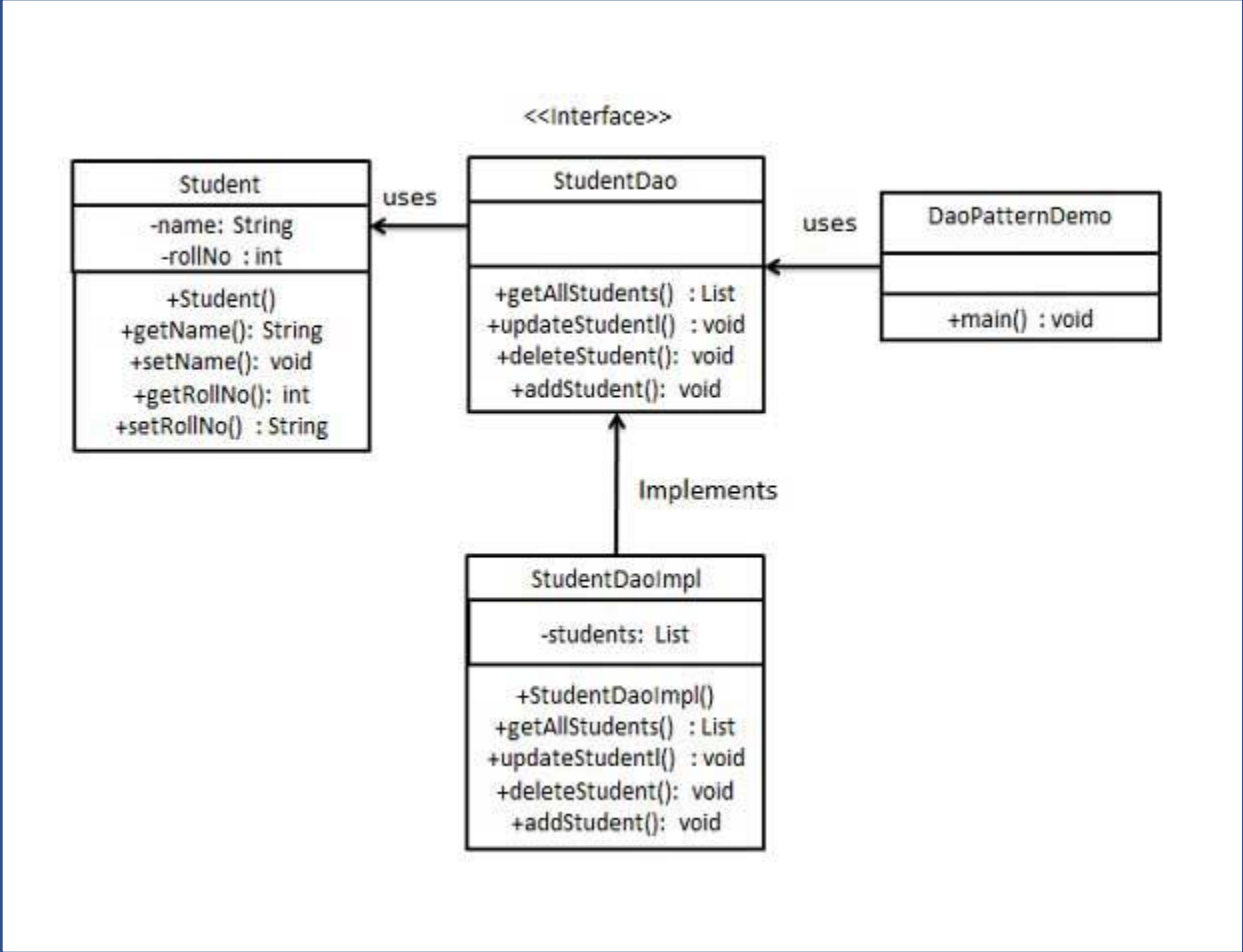 <<Interface>>
Student
-name: String
-rollNo : int
+Student()
+getName(): String
+setName(): void
+getRollNo(): int
+setRollNo() : String
uses
StudentDao
+getAllStudents() : List
+updateStudentl() : void
+deleteStudent(): void
+addStudent(): void
uses
DaoPatternDemo
+main() : void
Implements
StudentDaoImpl
-students: List
+StudentDaoImpl()
+getAllStudents() : List
+updateStudentl() : void
+deleteStudent(): void
+addStudent(): void